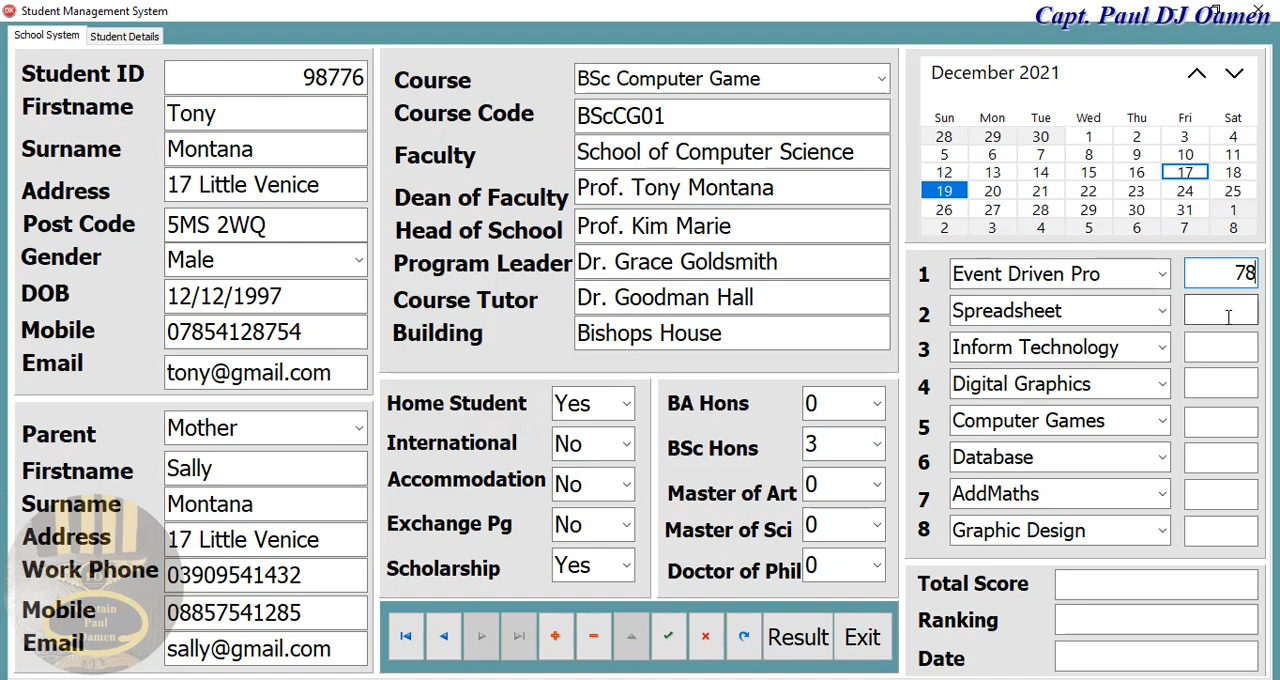 Student Management System
Capt. Paul DJ Oamen
School System
Student Details
Student ID 98776
Firstname Tony
Surname Montana
Address 17 Little Venice
Post Code 5MS 2WQ
Gender Male
DOB 12/12/1997
Mobile 07854128754
Email tony@gmail.com
Parent Mother
Firstname Sally
Surname Montana
Address 17 Little Venice
Work Phone 03909541432
Mobile 08857541285
Email sally@gmail.com
Captain
Paul
Oamen
Course BSc Computer Game
Course Code BScCG01
Faculty School of Computer Science
Dean of Faculty Prof. Tony Montana
Head of School Prof. Kim Marie
Program Leader Dr. Grace Goldsmith
Course Tutor Dr. Goodman Hall
Building Bishops House
Home Student Yes
International No
Accommodation No
Exchange Pg No
Scholarship Yes
BA Hons 0
BSc Hons 3
Master of Art 0
Master of Sci 0
Doctor of Phil 0
Result
Exit
December 2021
Sun Mon Tue Wed Thu Fri Sat
28 29 30 1 2 3 4
5 6 7 8 9 10 11
12 13 14 15 16 17 18
19 20 21 22 23 24 25
26 27 28 29 30 31 1
2 3 4 5 6 7 8
1 Event Driven Pro 78
2 Spreadsheet
3 Inform Technology
4 Digital Graphics
5 Computer Games
6 Database
7 AddMaths
8 Graphic Design
Total Score
Ranking
Date